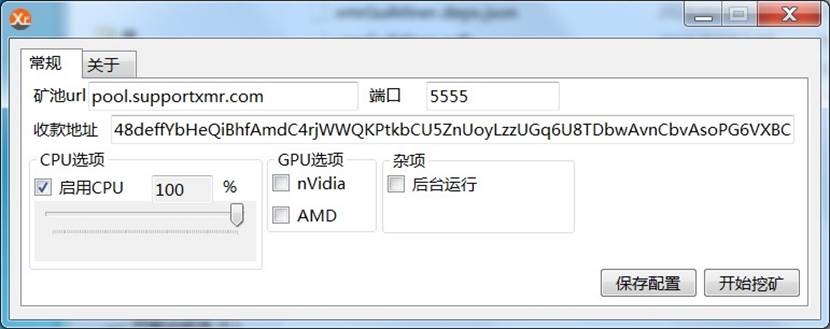 Xr
常规 关于
矿池url pool.supportxmr.com 端口 5555
收款地址 48deffYbHeQiBhfAmdC4rjWWQKPtkbCU5ZnUoyLzzUGq6U8TDbwAvnCbvAsoPG6VXBC
CPU选项 GPU选项 杂项
启用CPU 100 % nVidia 后台运行
AMD
保存配置 开始挖矿